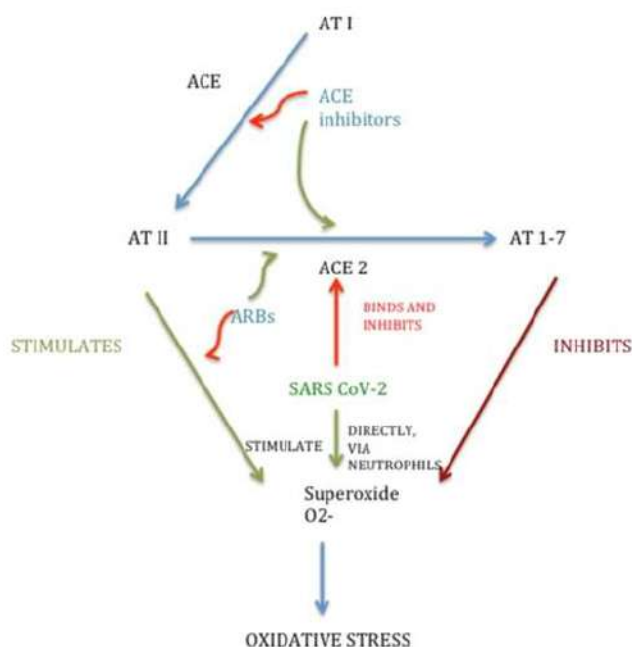 AT I
ACE
ACE
inhibitors
AT II
AT 1-7
ACE 2
ARBs
BINDS AND
INHIBITS
STIMULATES
INHIBITS
SARS CoV-2
STIMULATE
DIRECTLY,
VIA
NEUTROPHILS
Superoxide
O2-
OXIDATIVE STRESS